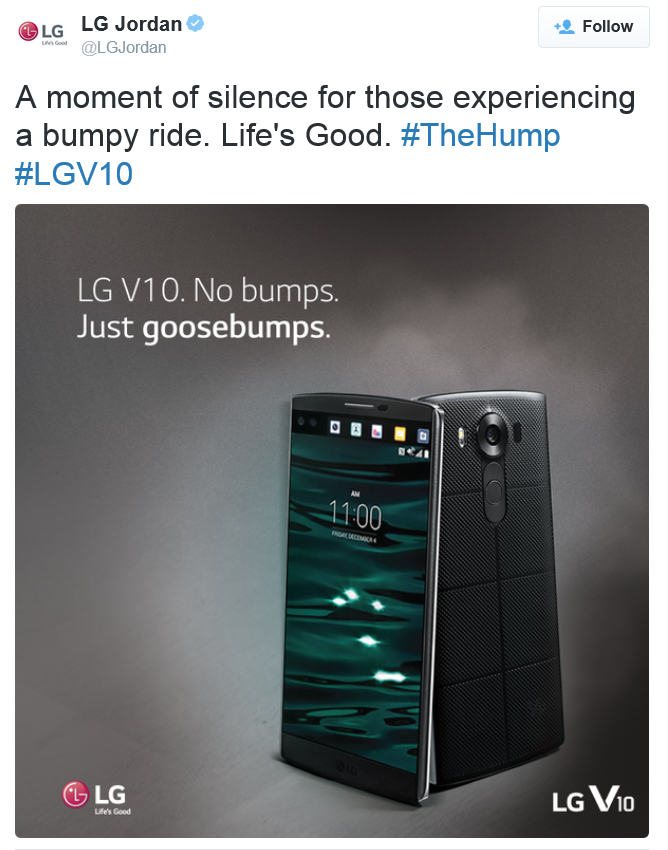 LG
Life's Good
LG Jordan
@LGJordan
Follow
A moment of silence for those experiencing
a bumpy ride. Life's Good. #TheHump
#LGV10
LG V10. No bumps.
Just goosebumps.
AM
11:00
FRIDAY, DECEMBER 4
LG
LG
Life's Good
LG V10